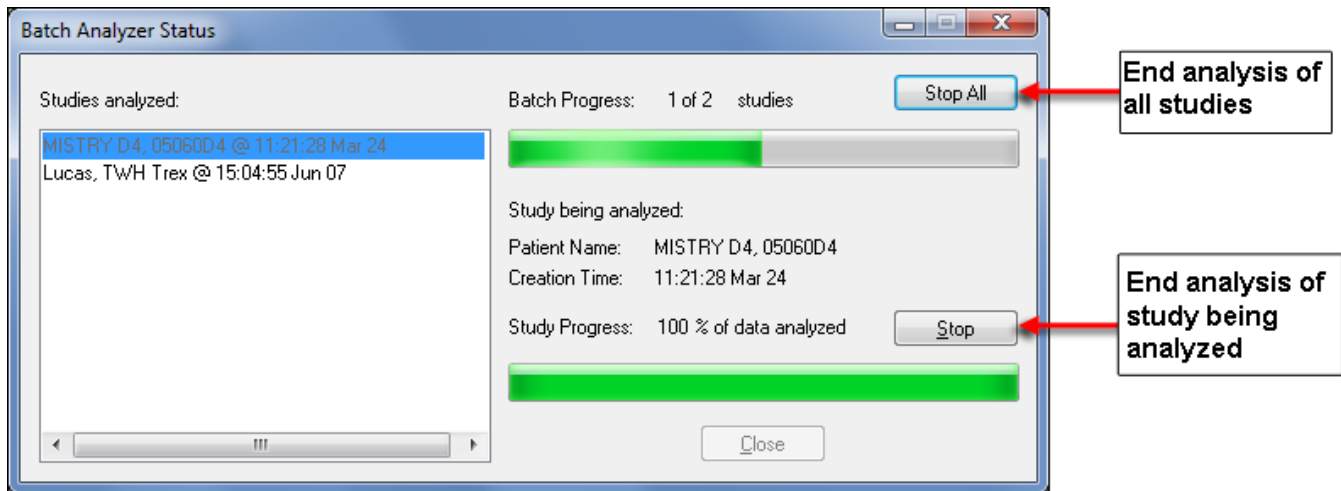 Batch Analyzer Status
Studies analyzed:
MISTRY D4, 05060D4 @ 11:21:28 Mar 24
Lucas, TWH Trex @ 15:04:55 Jun 07
Batch Progress: 1 of 2 studies
Stop All
Study being analyzed:
Patient Name: MISTRY D4, 05060D4
Creation Time: 11:21:28 Mar 24
Study Progress: 100 % of data analyzed
Stop
Close
End analysis of
all studies
End analysis of
study being
analyzed